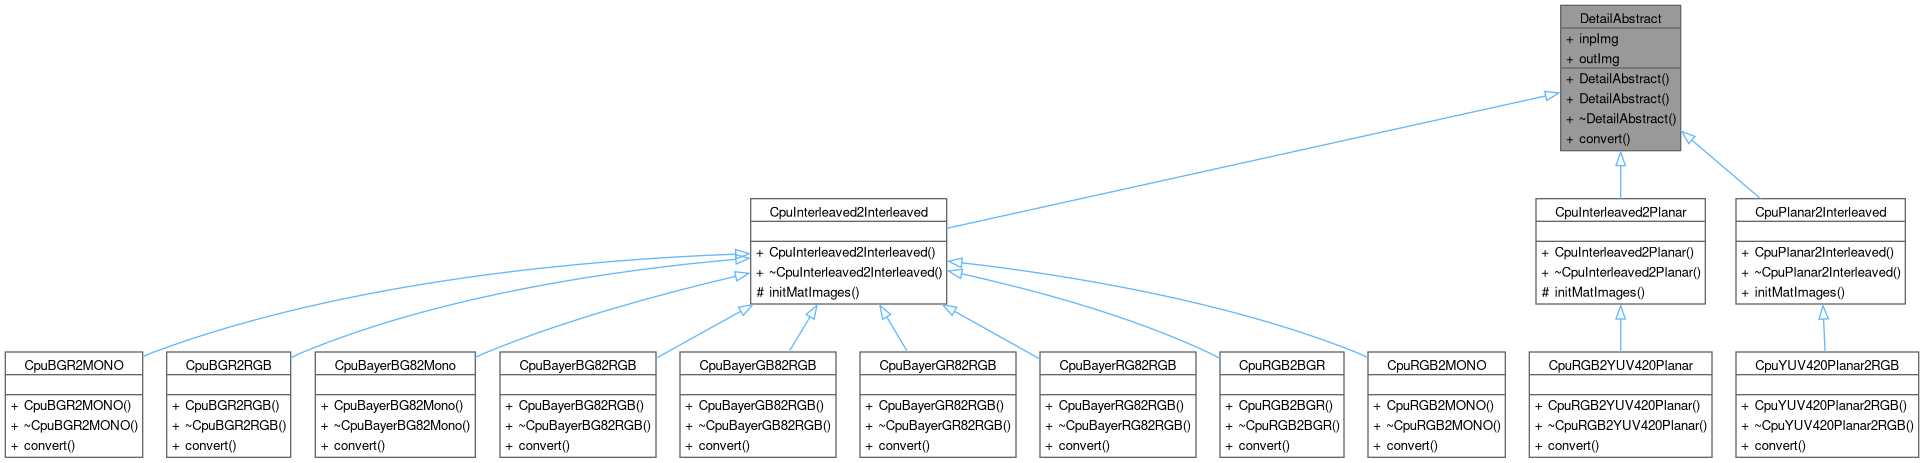 DetailAbstract
+ inpImg
+ outImg
+ DetailAbstract()
+ DetailAbstract()
+ ~DetailAbstract()
+ convert()
CpuInterleaved2Interleaved
+ CpuInterleaved2Interleaved()
+ ~CpuInterleaved2Interleaved()
# initMatImages()
CpuInterleaved2Planar
+ CpuInterleaved2Planar()
+ ~CpuInterleaved2Planar()
# initMatImages()
CpuPlanar2Interleaved
+ CpuPlanar2Interleaved()
+ ~CpuPlanar2Interleaved()
+ initMatImages()
CpuBGR2MONO
+ CpuBGR2MONO()
+ ~CpuBGR2MONO()
+ convert()
CpuBGR2RGB
+ CpuBGR2RGB()
+ ~CpuBGR2RGB()
+ convert()
CpuBayerBG82Mono
+ CpuBayerBG82Mono()
+ ~CpuBayerBG82Mono()
+ convert()
CpuBayerBG82RGB
+ CpuBayerBG82RGB()
+ ~CpuBayerBG82RGB()
+ convert()
CpuBayerGB82RGB
+ CpuBayerGB82RGB()
+ ~CpuBayerGB82RGB()
+ convert()
CpuBayerGR82RGB
+ CpuBayerGR82RGB()
+ ~CpuBayerGR82RGB()
+ convert()
CpuBayerRG82RGB
+ CpuBayerRG82RGB()
+ ~CpuBayerRG82RGB()
+ convert()
CpuRGB2BGR
+ CpuRGB2BGR()
+ ~CpuRGB2BGR()
+ convert()
CpuRGB2MONO
+ CpuRGB2MONO()
+ ~CpuRGB2MONO()
+ convert()
CpuRGB2YUV420Planar
+ CpuRGB2YUV420Planar()
+ ~CpuRGB2YUV420Planar()
+ convert()
CpuYUV420Planar2RGB
+ CpuYUV420Planar2RGB()
+ ~CpuYUV420Planar2RGB()
+ convert()